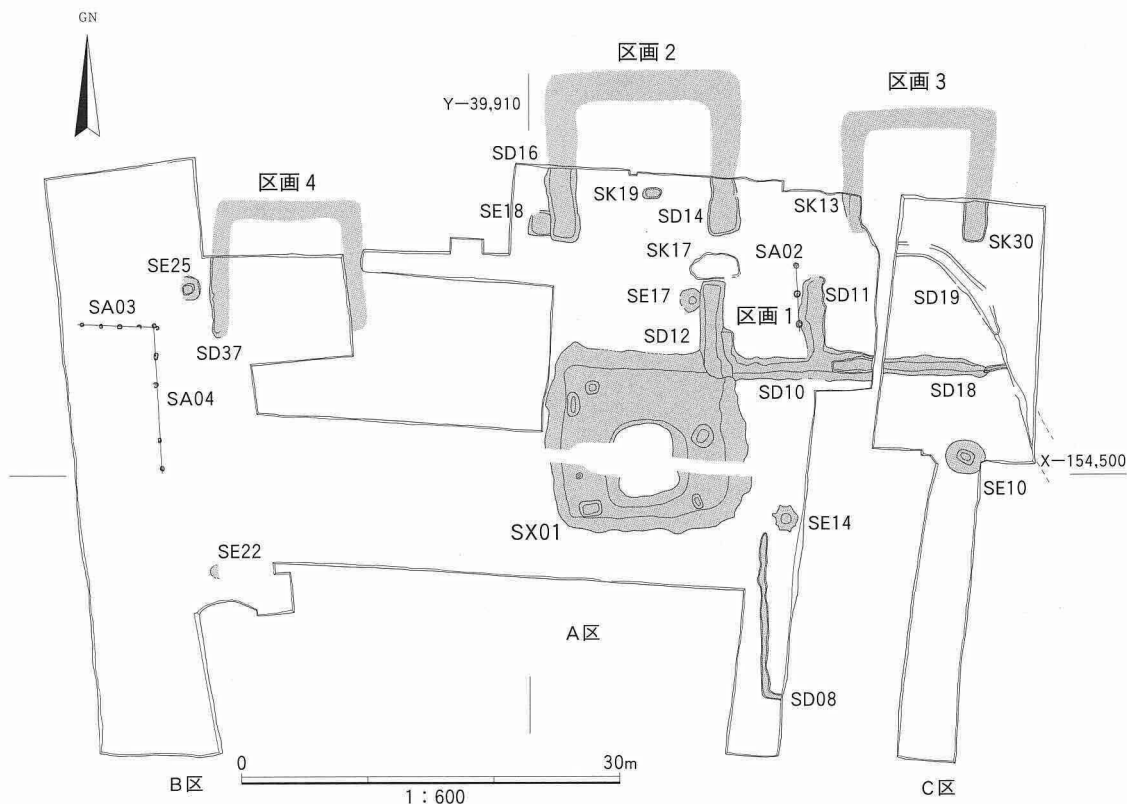 GN
区画2
区画3
Y－39,910
SD16
区画4
SK19
SE18
SD14
SK13
SK30
SK17
SA02
SE25
SD19
SE17
SD11
SA03
区画1
SD12
SD37
SD10
SD18
SA04
X－154,500
SE10
SE14
SX01
SE22
A区
SD08
0
30m
B区
C区
1：600